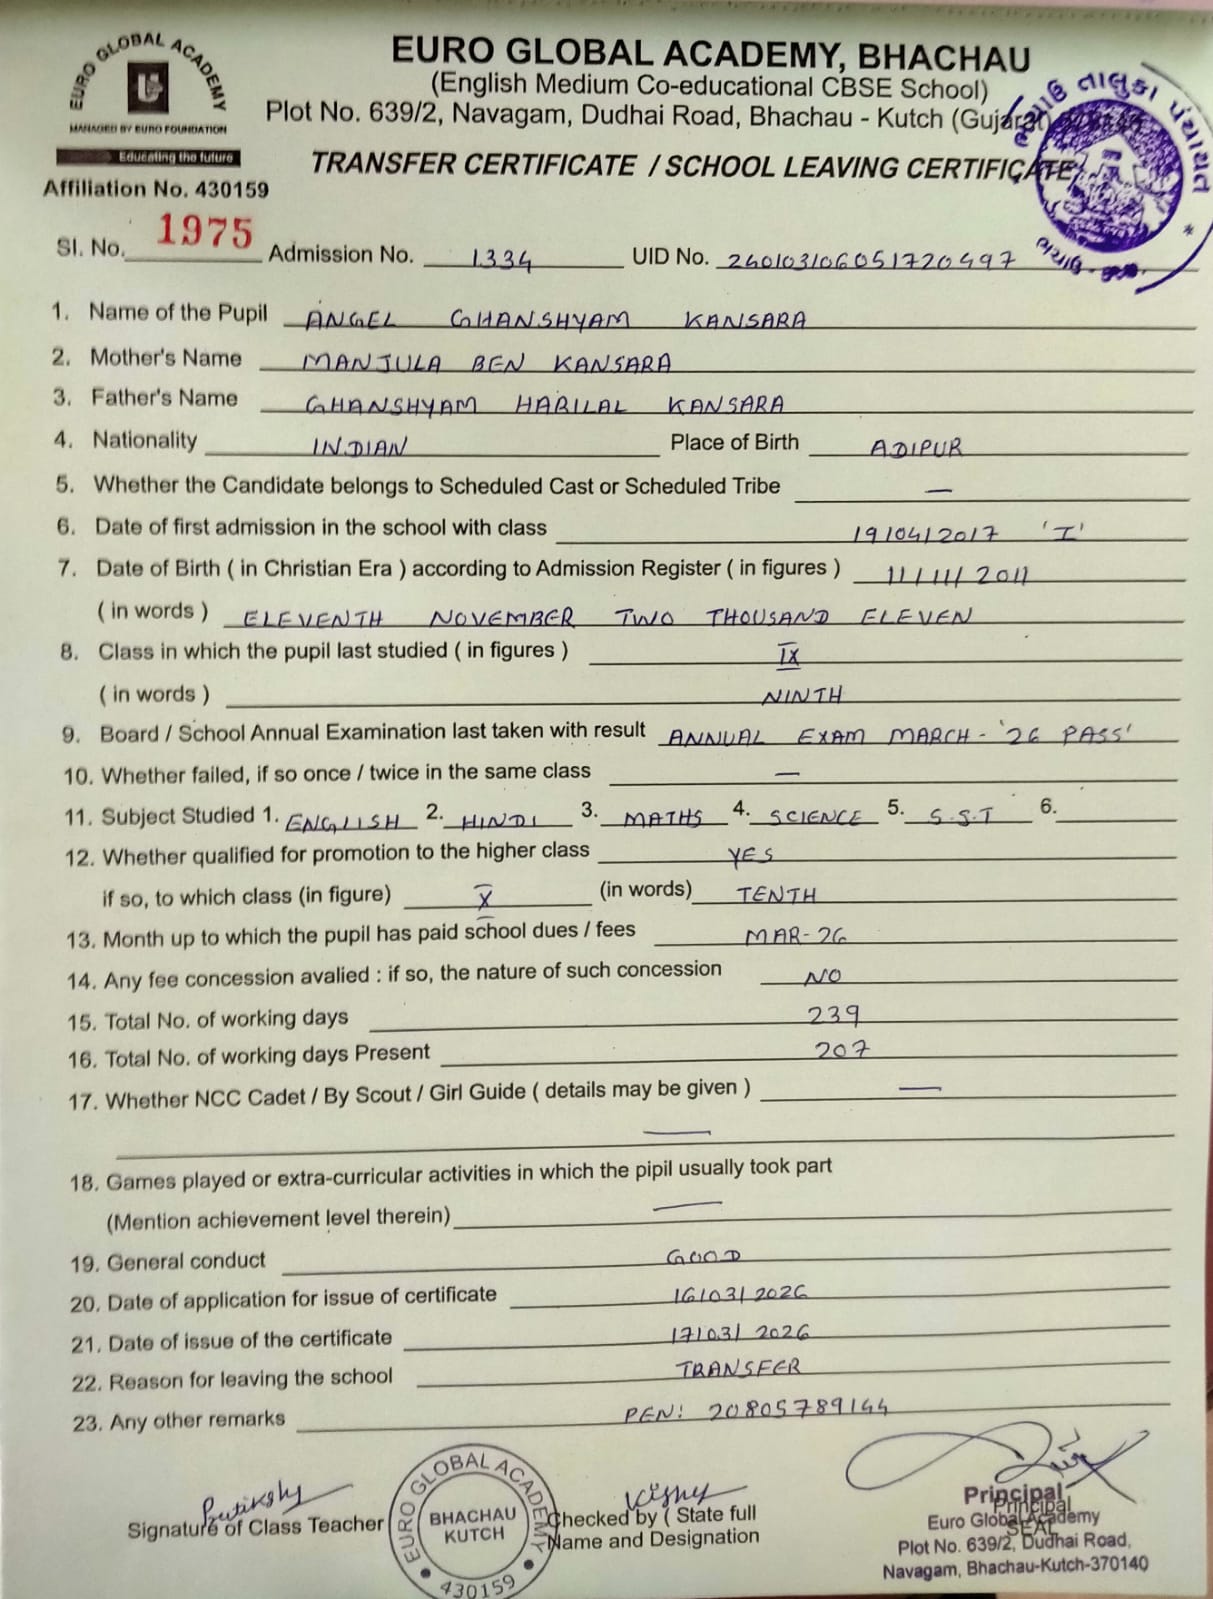 EURO GLOBAL ACADEMY
MANAGED BY EURO FOUNDATION
Educating the future
Affiliation No. 430159
EURO GLOBAL ACADEMY, BHACHAU
(English Medium Co-educational CBSE School)
Plot No. 639/2, Navagam, Dudhai Road, Bhachau - Kutch (Gujarat)
TRANSFER CERTIFICATE / SCHOOL LEAVING CERTIFICATE
તાલુકા પંચાયત
Sl. No. 1975 Admission No. 1334 UID No. 240103106051720497
1. Name of the Pupil ANGEL GHANSHYAM KANSARA
2. Mother's Name MANJULA BEN KANSARA
3. Father's Name GHANSHYAM HARILAL KANSARA
4. Nationality INDIAN Place of Birth ADIPUR
5. Whether the Candidate belongs to Scheduled Cast or Scheduled Tribe —
6. Date of first admission in the school with class 19/04/2017 'I'
7. Date of Birth ( in Christian Era ) according to Admission Register ( in figures ) 11/11/2011
( in words ) ELEVENTH NOVEMBER TWO THOUSAND ELEVEN
8. Class in which the pupil last studied ( in figures ) IX
( in words ) NINTH
9. Board / School Annual Examination last taken with result ANNUAL EXAM MARCH - '26 PASS'
10. Whether failed, if so once / twice in the same class —
11. Subject Studied 1. ENGLISH 2. HINDI 3. MATHS 4. SCIENCE 5. S.S.T 6.
12. Whether qualified for promotion to the higher class YES
if so, to which class (in figure) X (in words) TENTH
13. Month up to which the pupil has paid school dues / fees MAR-26
14. Any fee concession avalied : if so, the nature of such concession NO
15. Total No. of working days 239
16. Total No. of working days Present 207
17. Whether NCC Cadet / By Scout / Girl Guide ( details may be given ) —
—
18. Games played or extra-curricular activities in which the pipil usually took part
(Mention achievement level therein) —
19. General conduct GOOD
20. Date of application for issue of certificate 16/03/2026
21. Date of issue of the certificate 17/03/2026
22. Reason for leaving the school TRANSFER
23. Any other remarks PEN: 20805789144
Signature of Class Teacher
EURO GLOBAL ACADEMY
BHACHAU
KUTCH
430159
Checked by ( State full
Name and Designation
Principal
Principal
Euro Global Academy
SEAL
Plot No. 639/2, Dudhai Road,
Navagam, Bhachau-Kutch-370140